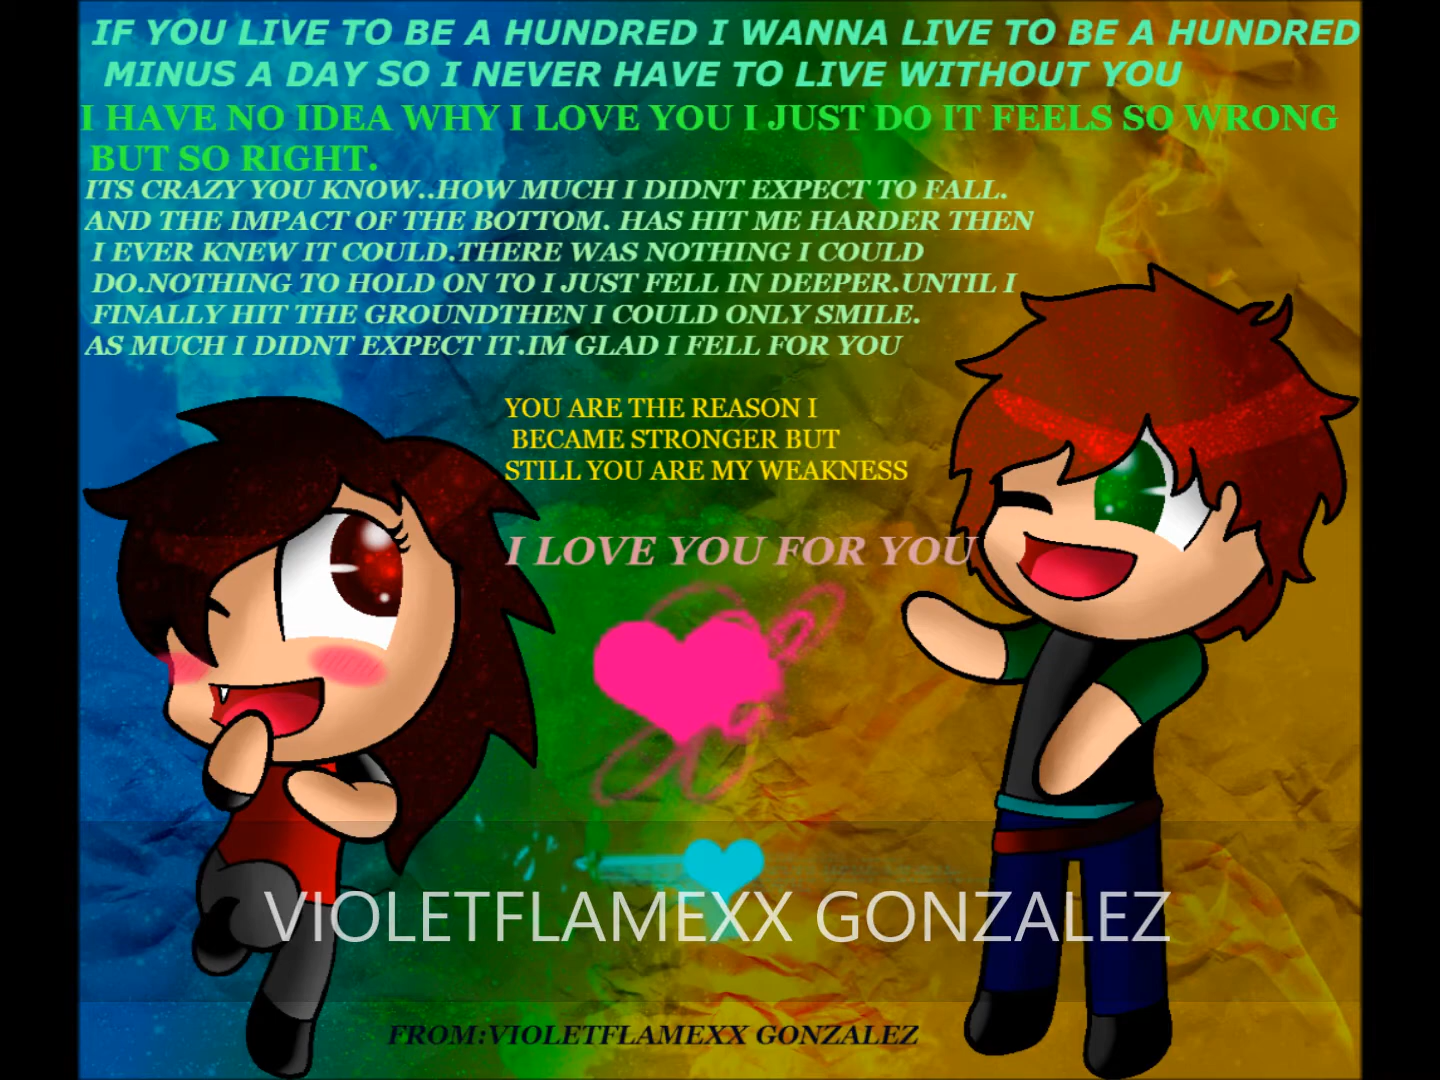 IF YOU LIVE TO BE A HUNDRED I WANNA LIVE TO BE A HUNDRED
MINUS A DAY SO I NEVER HAVE TO LIVE WITHOUT YOU
I HAVE NO IDEA WHY I LOVE YOU I JUST DO IT FEELS SO WRONG
BUT SO RIGHT.
ITS CRAZY YOU KNOW..HOW MUCH I DIDNT EXPECT TO FALL.
AND THE IMPACT OF THE BOTTOM. HAS HIT ME HARDER THEN
I EVER KNEW IT COULD.THERE WAS NOTHING I COULD
DO.NOTHING TO HOLD ON TO I JUST FELL IN DEEPER.UNTIL I
FINALLY HIT THE GROUNDTHEN I COULD ONLY SMILE.
AS MUCH I DIDNT EXPECT IT.IM GLAD I FELL FOR YOU
YOU ARE THE REASON I
BECAME STRONGER BUT
STILL YOU ARE MY WEAKNESS
I LOVE YOU FOR YOU
VIOLETFLAMEXX GONZALEZ
FROM:VIOLETFLAMEXX GONZALEZ